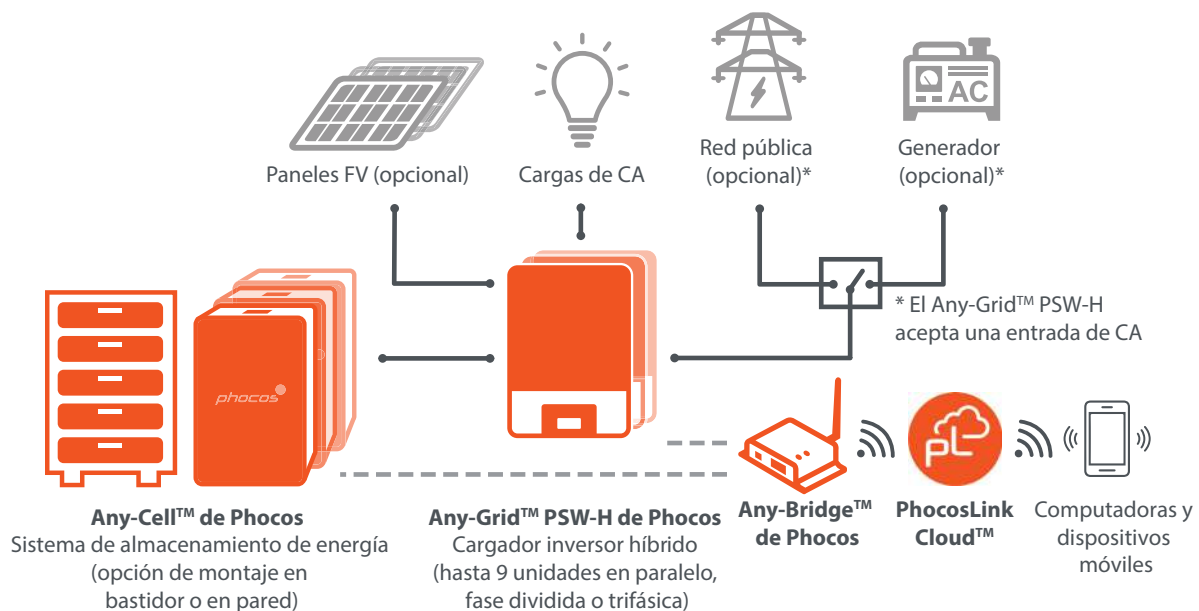 AC
Paneles FV (opcional)
Cargas de CA
Red pública
(opcional)*
Generador
(opcional)*
* El Any-Grid™ PSW-H
acepta una entrada de CA
phocos
pL
Any-Cell™ de Phocos
Sistema de almacenamiento de energía
(opción de montaje en
bastidor o en pared)
Any-Grid™ PSW-H de Phocos
Cargador inversor híbrido
(hasta 9 unidades en paralelo,
fase dividida o trifásica)
Any-Bridge™
de Phocos
PhocosLink
Cloud™
Computadoras y
dispositivos
móviles